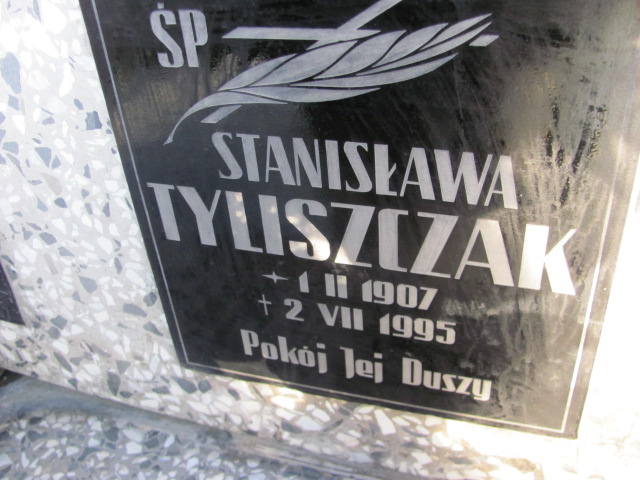 ŚP
STANISŁAWA
TYLISZCZAK
1 II 1907
† 2 VII 1995
Pokój Jej Duszy